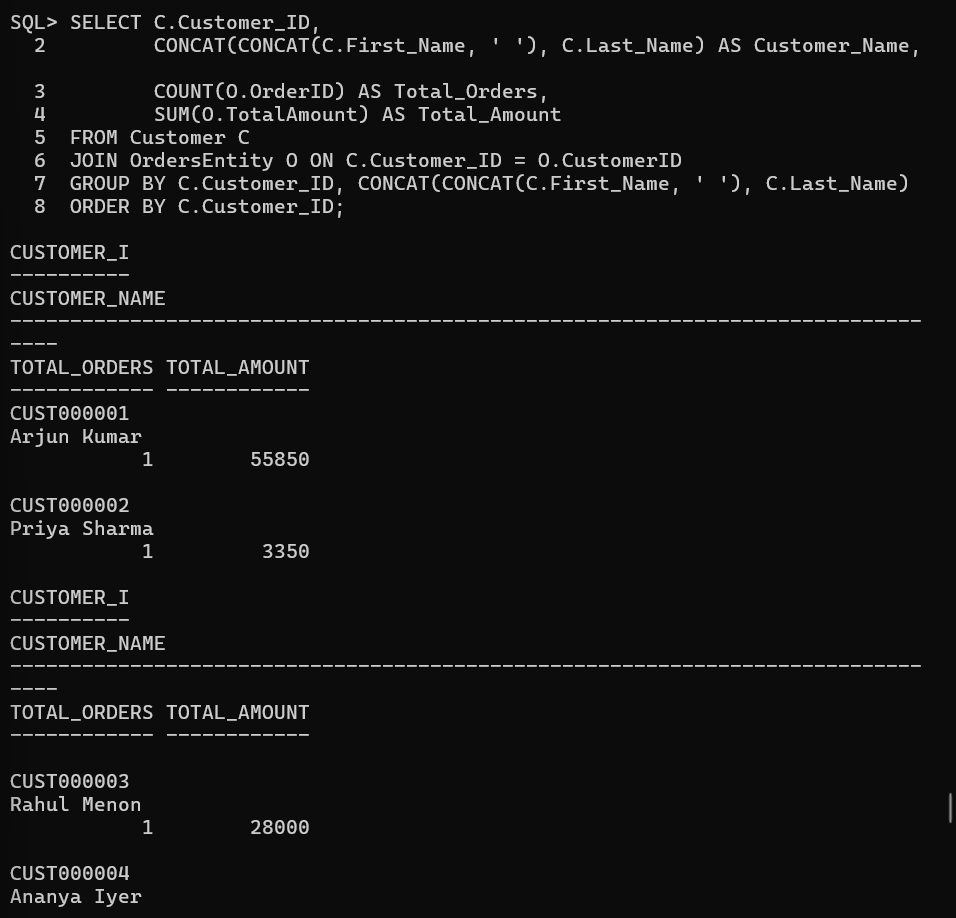 SQL> SELECT C.Customer_ID,
  2         CONCAT(CONCAT(C.First_Name, ' '), C.Last_Name) AS Customer_Name,
  3         COUNT(O.OrderID) AS Total_Orders,
  4         SUM(O.TotalAmount) AS Total_Amount
  5  FROM Customer C
  6  JOIN OrdersEntity O ON C.Customer_ID = O.CustomerID
  7  GROUP BY C.Customer_ID, CONCAT(CONCAT(C.First_Name, ' '), C.Last_Name)
  8  ORDER BY C.Customer_ID;
CUSTOMER_I
----------
CUSTOMER_NAME
----------------------------------------------------------------------------
----
TOTAL_ORDERS TOTAL_AMOUNT
------------ ------------
CUST000001
Arjun Kumar
           1        55850
CUST000002
Priya Sharma
           1         3350
CUSTOMER_I
----------
CUSTOMER_NAME
----------------------------------------------------------------------------
----
TOTAL_ORDERS TOTAL_AMOUNT
------------ ------------
CUST000003
Rahul Menon
           1        28000
CUST000004
Ananya Iyer